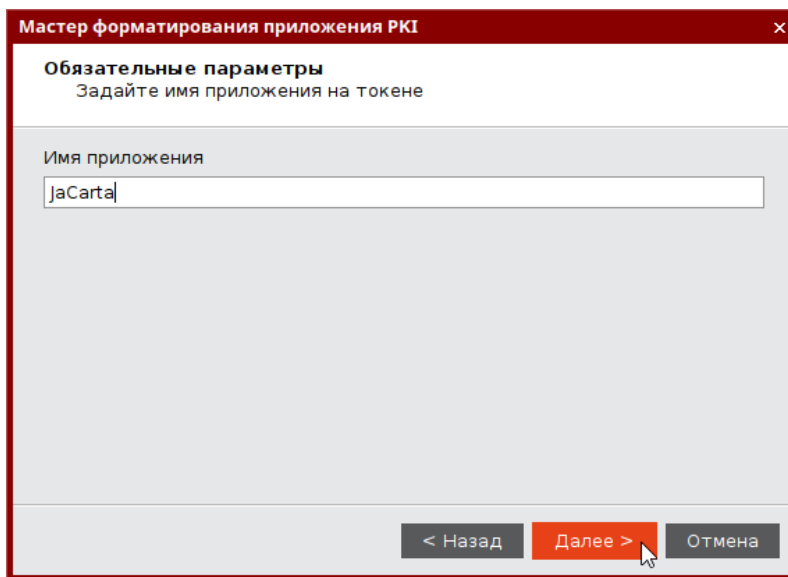 Мастер форматирования приложения PKI
×
Обязательные параметры
Задайте имя приложения на токене
Имя приложения
JaCarta
< Назад
Далее >
Отмена